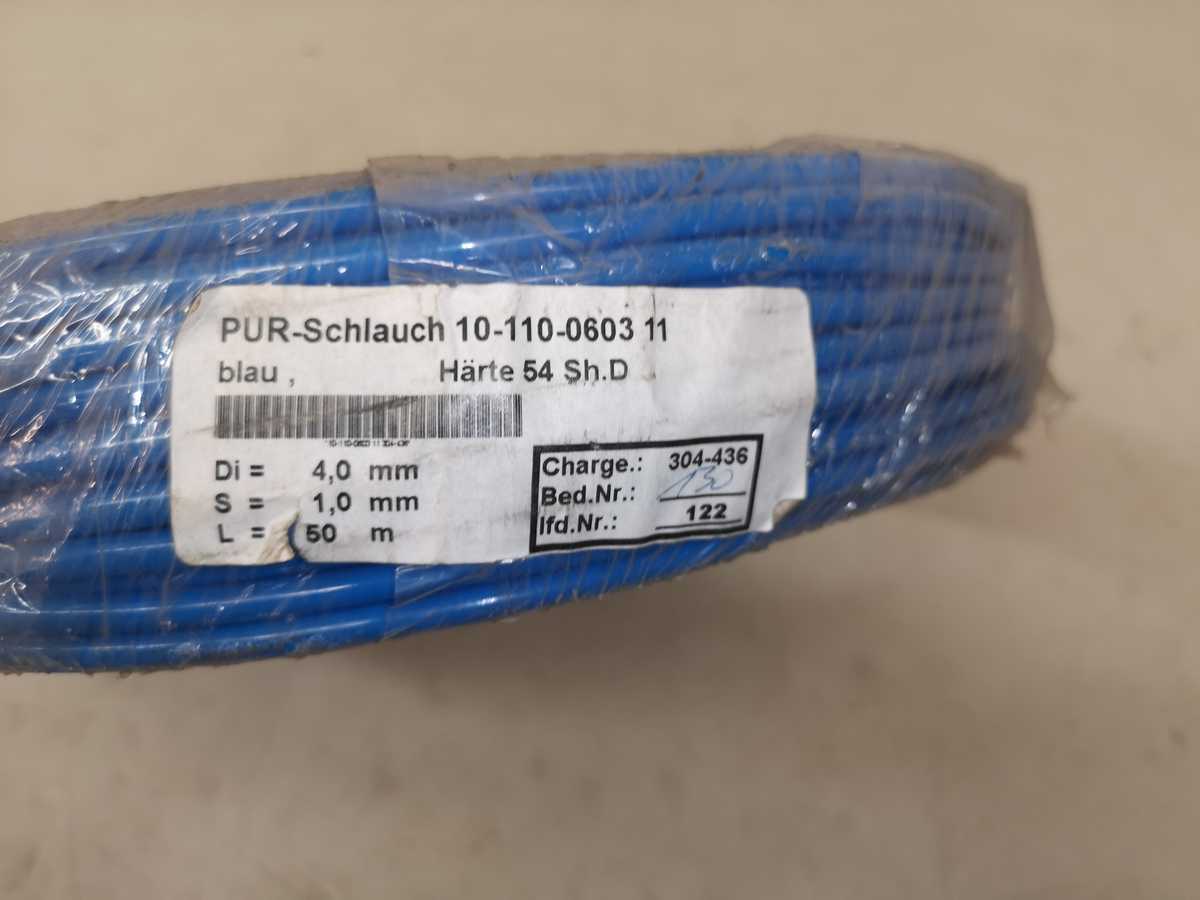 PUR-Schlauch 10-110-0603 11
blau , Härte 54 Sh.D
Di = 4,0 mm
S = 1,0 mm
L = 50 m
Charge.: 304-436
Bed.Nr.: 130
lfd.Nr.: 122